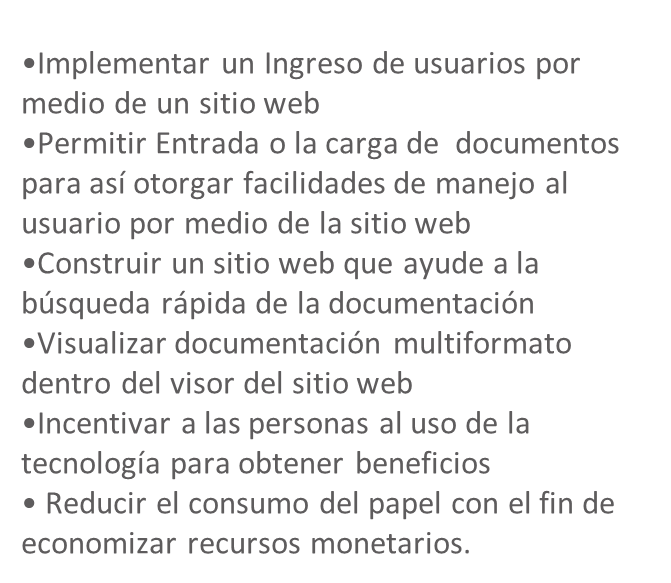 •Implementar un Ingreso de usuarios por
medio de un sitio web
•Permitir Entrada o la carga de documentos
para así otorgar facilidades de manejo al
usuario por medio de la sitio web
•Construir un sitio web que ayude a la
búsqueda rápida de la documentación
•Visualizar documentación multiformato
dentro del visor del sitio web
•Incentivar a las personas al uso de la
tecnología para obtener beneficios
• Reducir el consumo del papel con el fin de
economizar recursos monetarios.